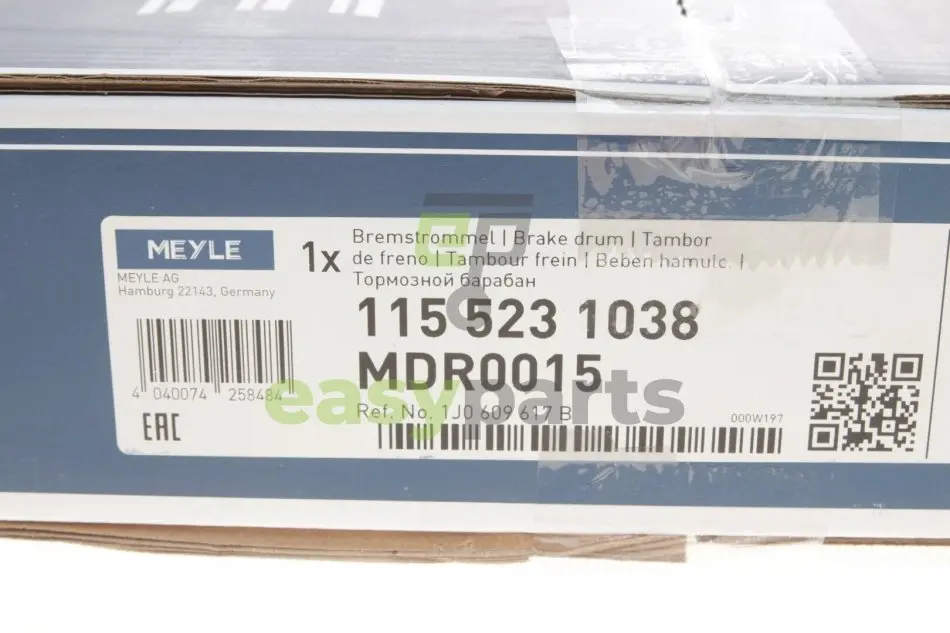 MEYLE
MEYLE AG
Hamburg 22143, Germany
4 040074 258484
EAC
1x
Bremstrommel | Brake drum | Tambor
de freno | Tambour frein | Beben hamulc. |
Тормозной барабан
115 523 1038
MDR0015
Ref. No. 1J0 609 617 B
000W197
easyparts